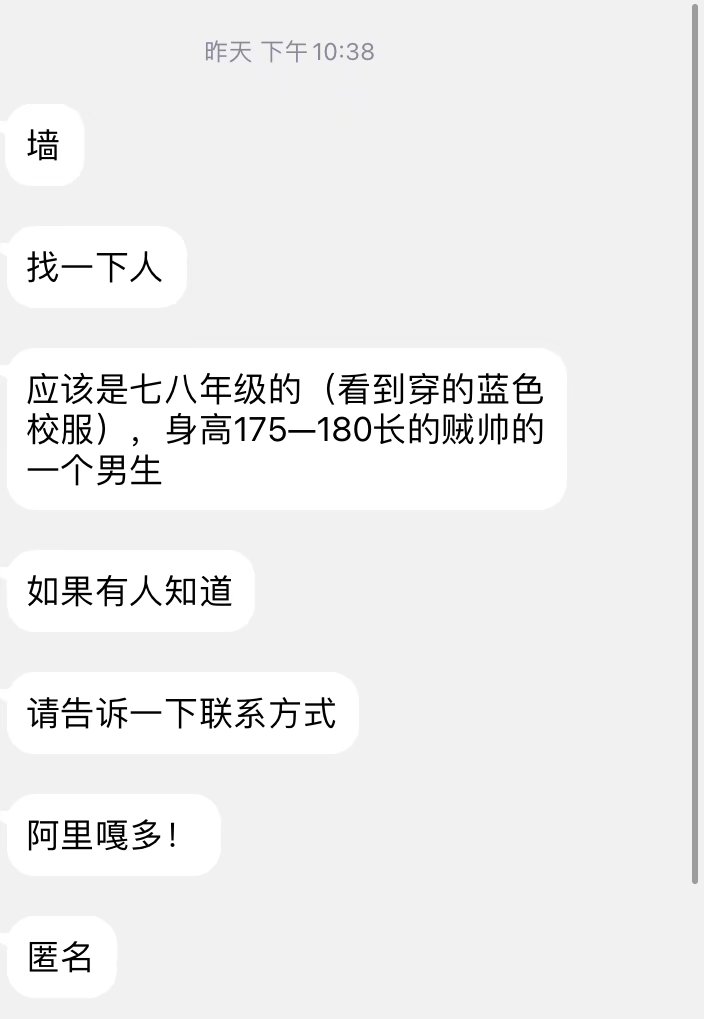 昨天 下午10:38
墙
找一下人
应该是七八年级的（看到穿的蓝色
校服），身高175—180长的贼帅的
一个男生
如果有人知道
请告诉一下联系方式
阿里嘎多！
匿名